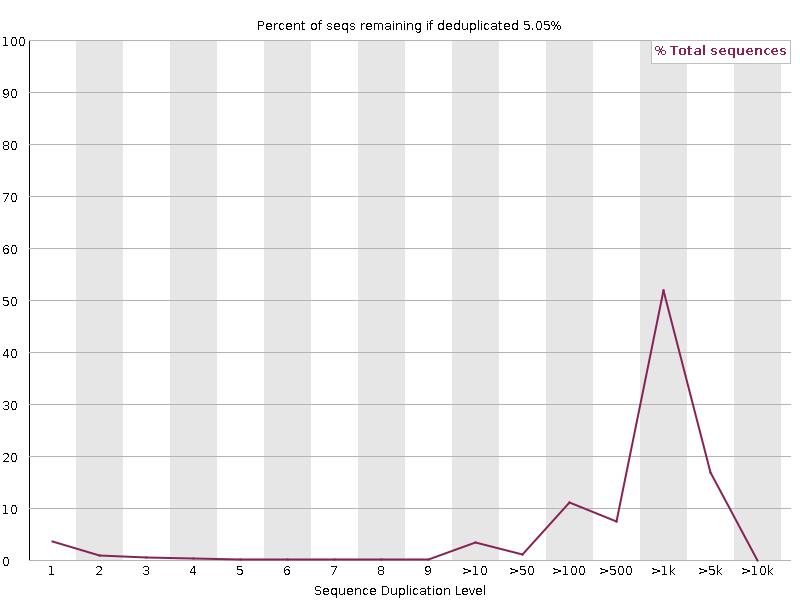 Percent of seqs remaining if deduplicated 5.05%
% Total sequences
100
90
80
70
60
50
40
30
20
10
0
1 2 3 4 5 6 7 8 9 >10 >50 >100 >500 >1k >5k >10k
Sequence Duplication Level